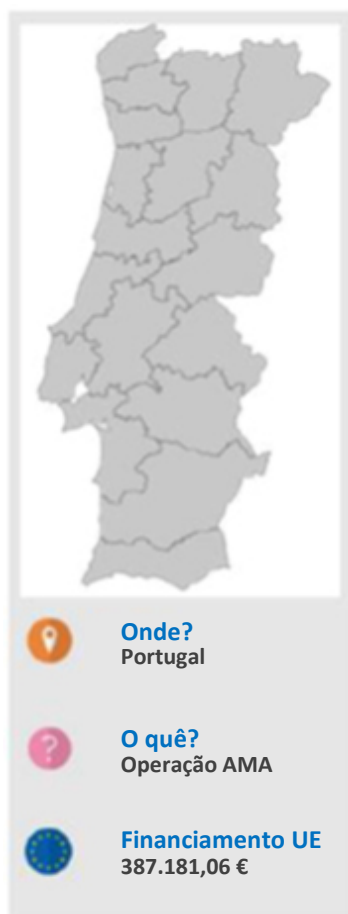 Onde?
Portugal
?
O quê?
Operação AMA
Financiamento UE
387.181,06 €